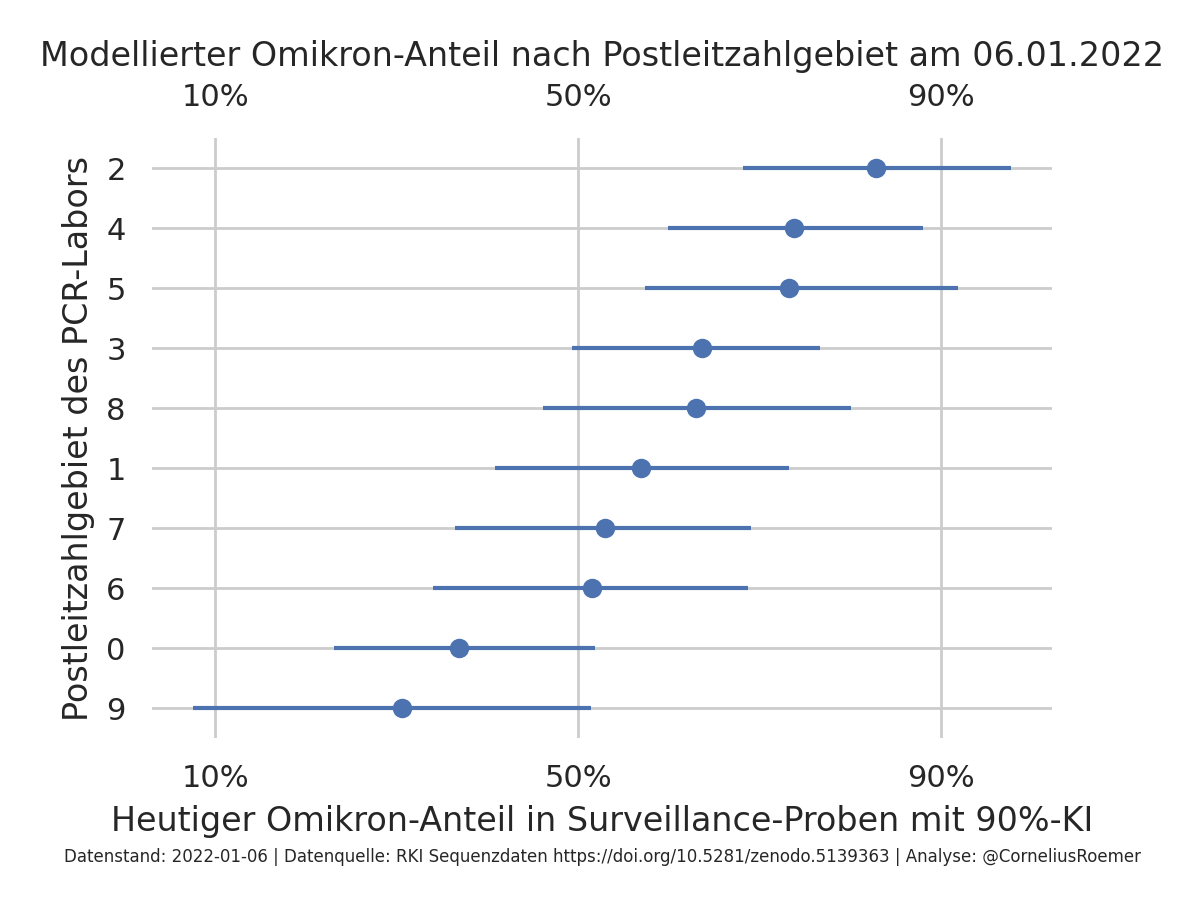 Modellierter Omikron-Anteil nach Postleitzahlgebiet am 06.01.2022
10% 50% 90%
Postleitzahlgebiet des PCR-Labors
2
4
5
3
8
1
7
6
0
9
10% 50% 90%
Heutiger Omikron-Anteil in Surveillance-Proben mit 90%-KI
Datenstand: 2022-01-06 | Datenquelle: RKI Sequenzdaten https://doi.org/10.5281/zenodo.5139363 | Analyse: @CorneliusRoemer